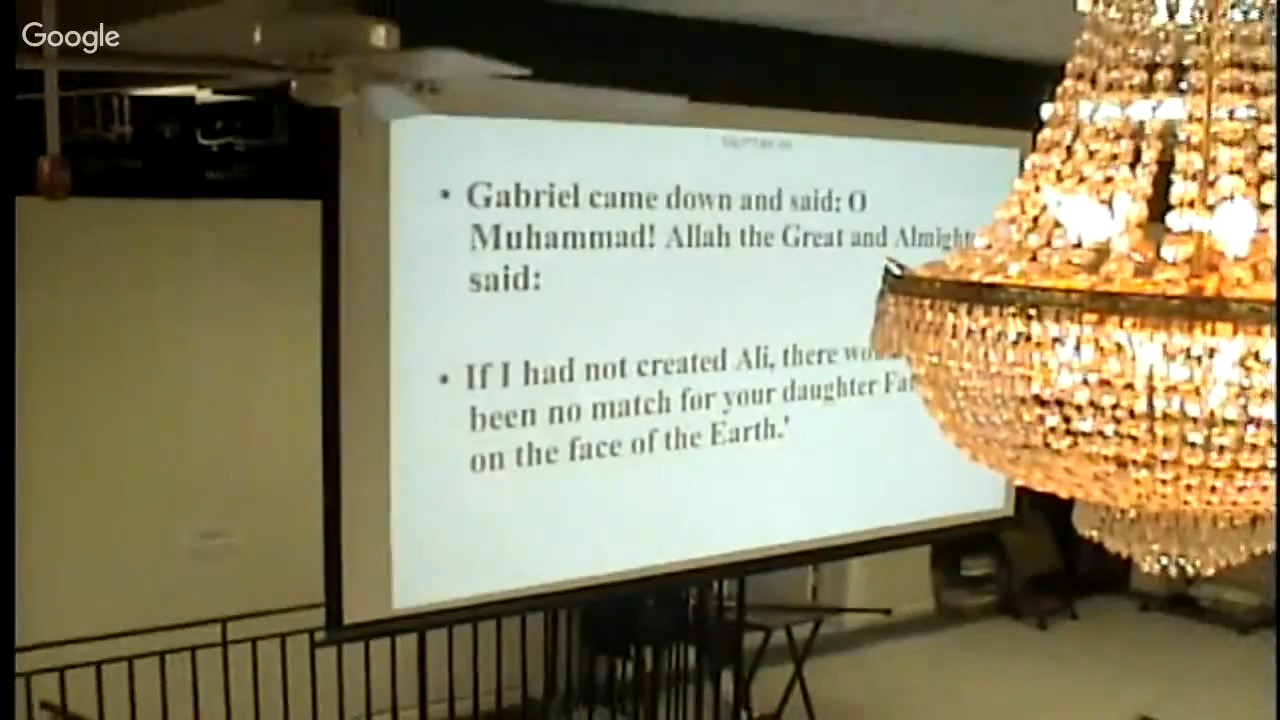 Google
• Gabriel came down and said: O
Muhammad! Allah the Great and Almight
said:
• If I had not created Ali, there wo
been no match for your daughter Fa
on the face of the Earth.'